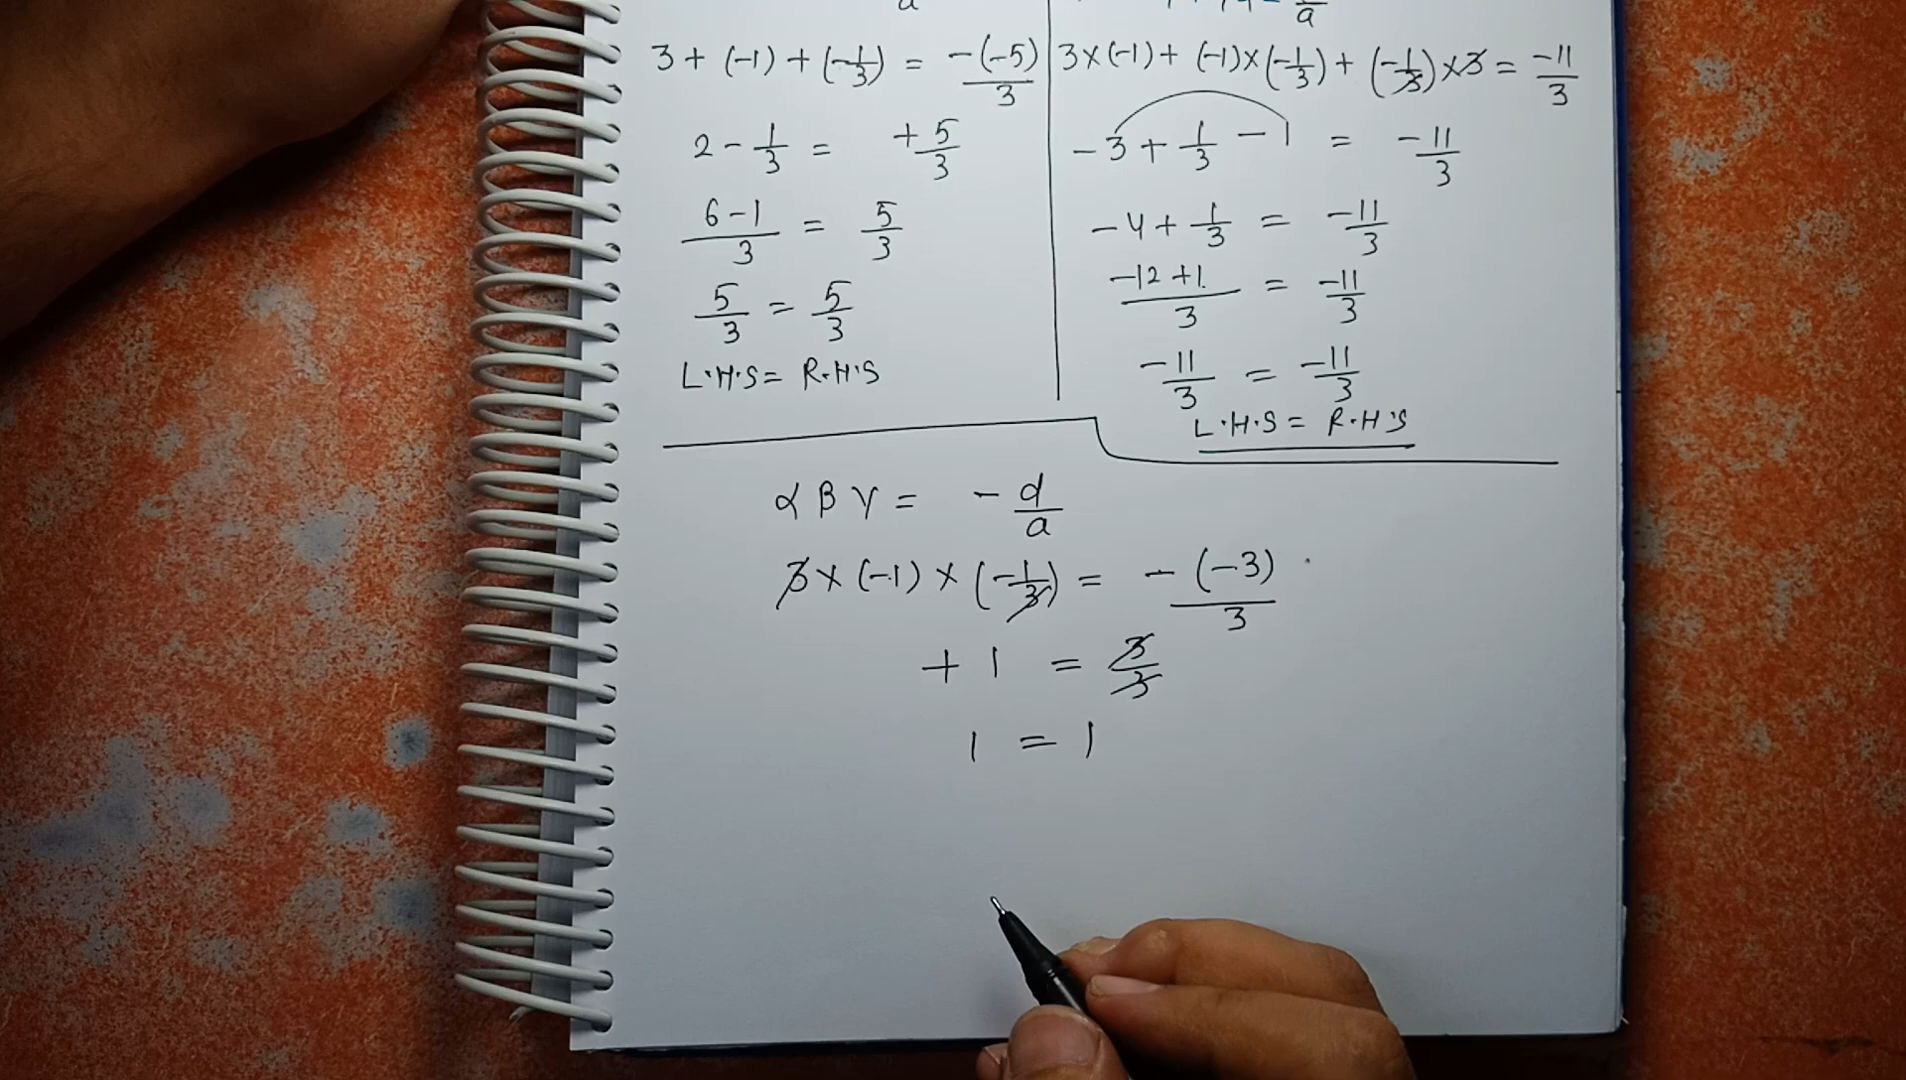 a
3 + (-1) + (-1/3) = -(-5)/3
2 - 1/3 = +5/3
6-1/3 = 5/3
5/3 = 5/3
L.H.S = R.H.S
a
3×(-1) + (-1)×(-1/3) + (-1/3)×3 = -11/3
-3 + 1/3 - 1 = -11/3
-4 + 1/3 = -11/3
-12+1/3 = -11/3
-11/3 = -11/3
L.H.S = R.H.S
αβγ = -d/a
3×(-1)×(-1/3) = -(-3)/3
+1 = 3/3
1 = 1